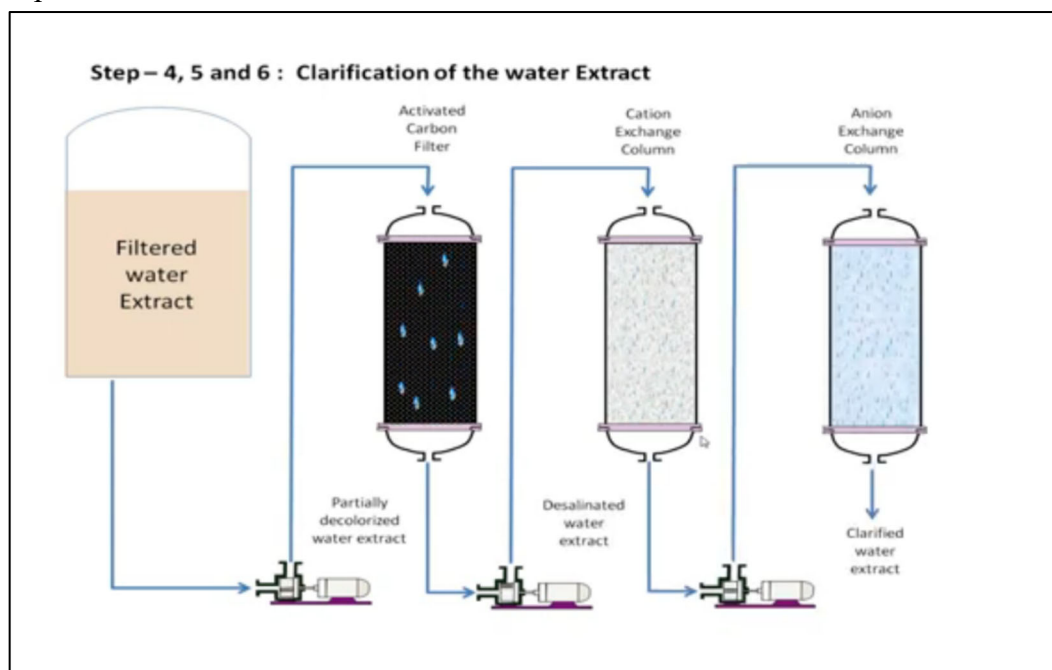 Step – 4, 5 and 6 :  Clarification of the water Extract
Activated
Carbon
Filter
Cation
Exchange
Column
Anion
Exchange
Column
Filtered
water
Extract
Partially
decolorized
water extract
Desalinated
water
extract
Clarified
water
extract